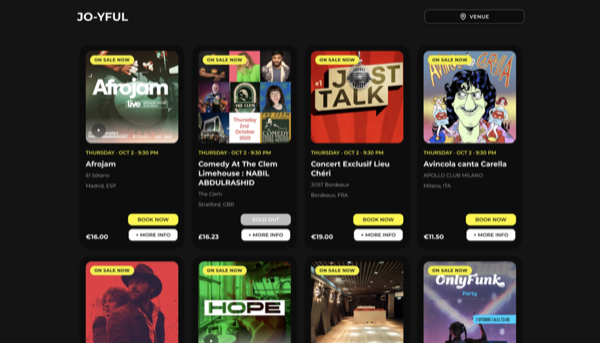 JO-YFUL
VENUE
ON SALE NOW
Afrojam
live
THURSDAY · OCT 2 · 9:30 PM
Afrojam
El Sótano
Madrid, ESP
BOOK NOW
€16.00
+ MORE INFO
ON SALE NOW
THE CLEM
Thursday
2nd
October
2025
COMEDY
THURSDAY · OCT 2 · 9:30 PM
Comedy At The Clem
Limehouse : NABIL
ABDULRASHID
The Clem
Stratford, GBR
SOLD OUT
£16.23
+ MORE INFO
ON SALE NOW
#1
JOST
TALK
THURSDAY · OCT 2 · 9:30 PM
Concert Exclusif Lieu
Chéri
JOST Bordeaux
Bordeaux, FRA
BOOK NOW
€19.00
+ MORE INFO
ON SALE NOW
THURSDAY · OCT 2 · 9:30 PM
Avincola canta Carella
APOLLO CLUB MILANO
Milano, ITA
BOOK NOW
€11.50
+ MORE INFO
ON SALE NOW
ON SALE NOW
HOPE
ON SALE NOW
ON SALE NOW
OnlyFunk
Party